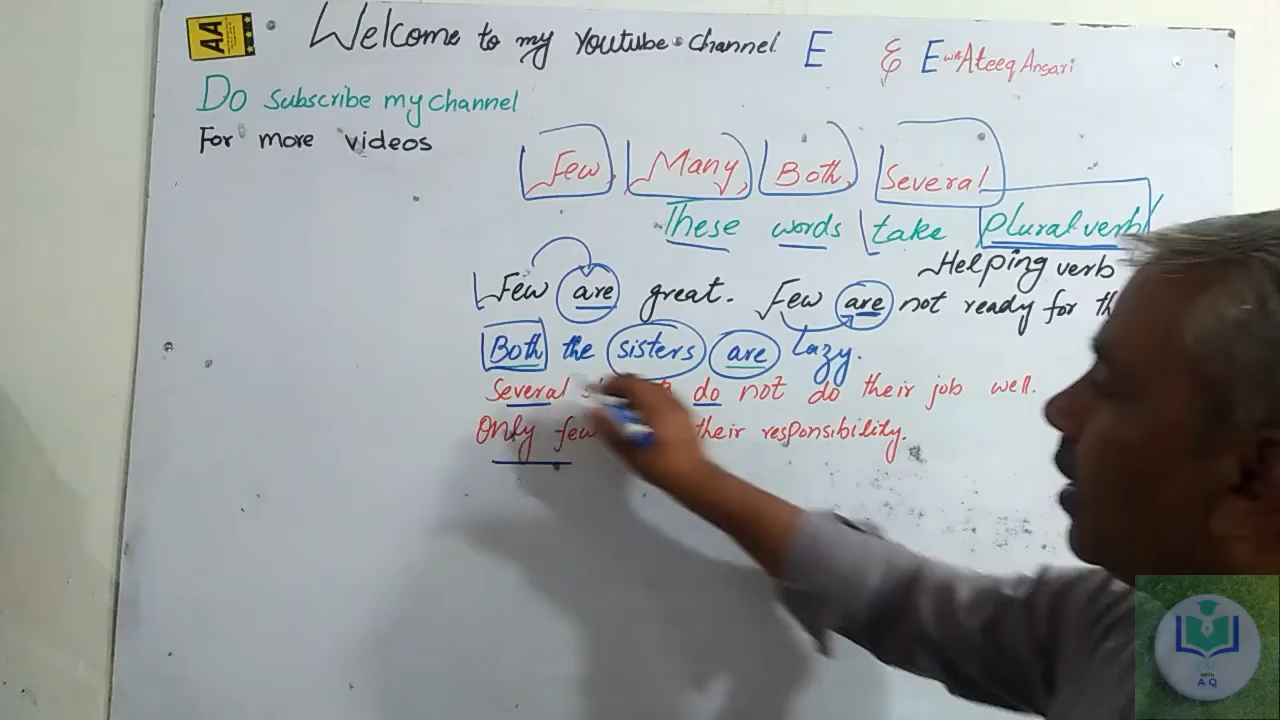 AA
Welcome to my Youtube channel E & E with Ateeq Ansari
Do Subscribe my channel
For more videos
Few, Many, Both, Several
These words take plural verb
Helping verb
Few are great. Few are not ready for
Both the sisters are lazy.
Several do not do their job well.
Only few their responsibility.
WITH
AQ